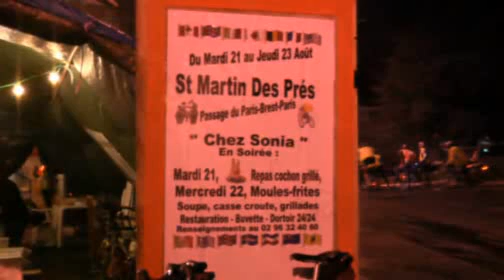 Du Mardi 21 au Jeudi 23 Août
St Martin Des Prés
Passage du Paris-Brest-Paris
" Chez Sonia "
En Soirée :
Mardi 21, Repas cochon grillé,
Mercredi 22, Moules-frites
Soupe, casse croute, grillades
Restauration - Buvette - Dortoir 24/24
Renseignements au 02 96 32 40 80